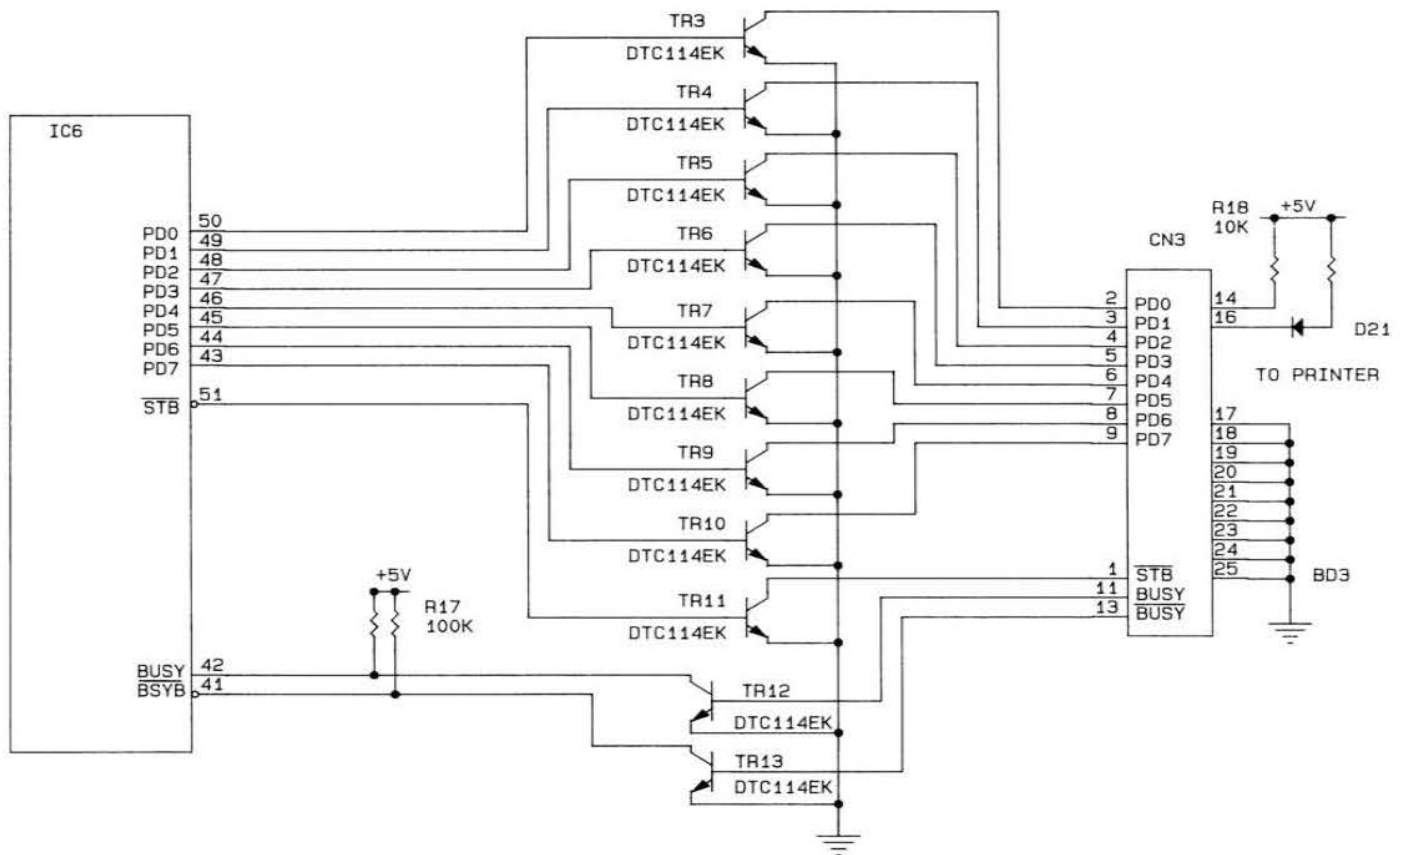 IC6
PD0 50
PD1 49
PD2 48
PD3 47
PD4 46
PD5 45
PD6 44
PD7 43
STB 51
BUSY 42
BSYB 41
+5V
R17
100K
TR3
DTC114EK
TR4
DTC114EK
TR5
DTC114EK
TR6
DTC114EK
TR7
DTC114EK
TR8
DTC114EK
TR9
DTC114EK
TR10
DTC114EK
TR11
DTC114EK
TR12
DTC114EK
TR13
DTC114EK
CN3
2 PD0
3 PD1
4 PD2
5 PD3
6 PD4
7 PD5
8 PD6
9 PD7
1 STB
11 BUSY
13 BUSY
R18 +5V
10K
14
16
D21
TO PRINTER
17
18
19
20
21
22
23
24
25
BD3